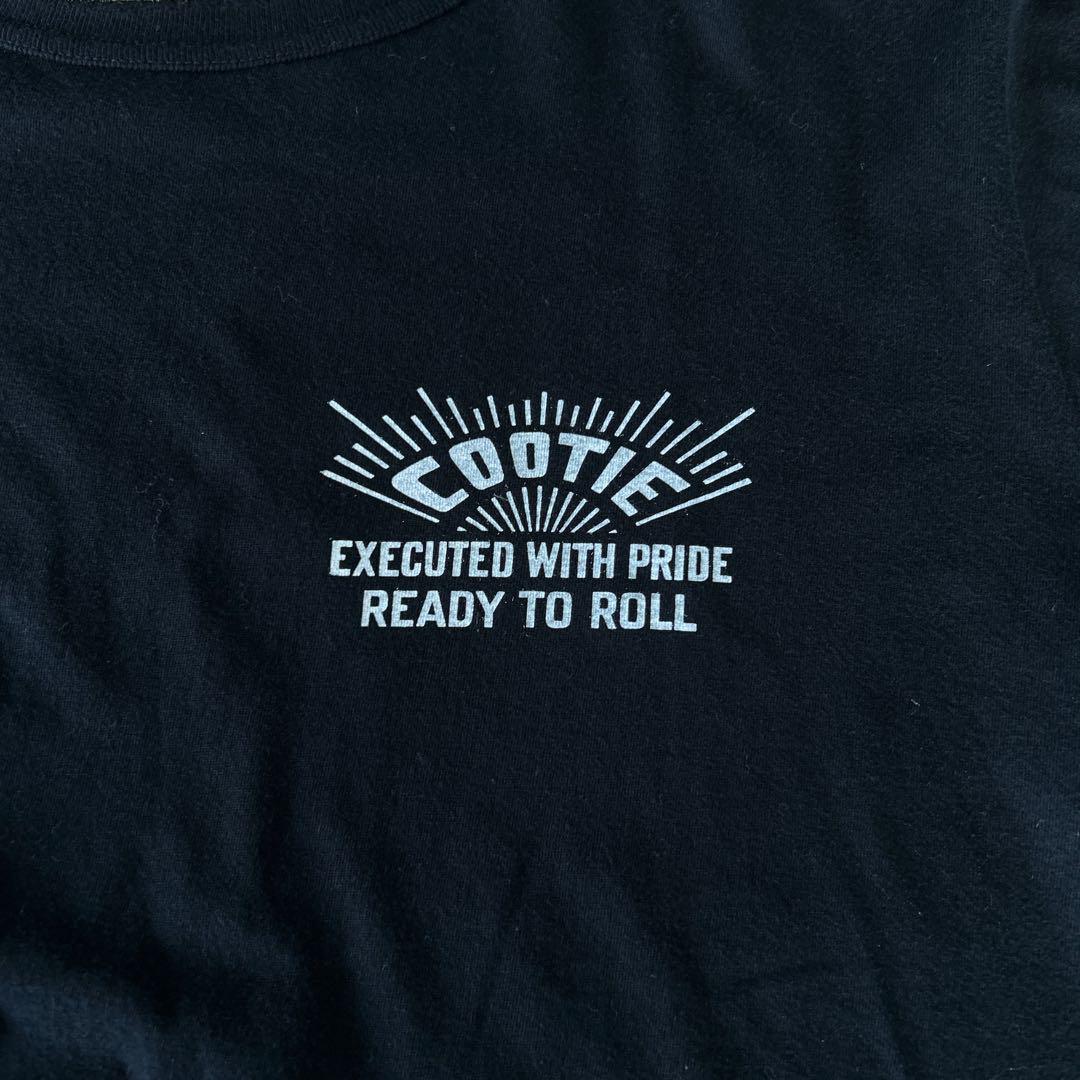 COOTIE
EXECUTED WITH PRIDE
READY TO ROLL